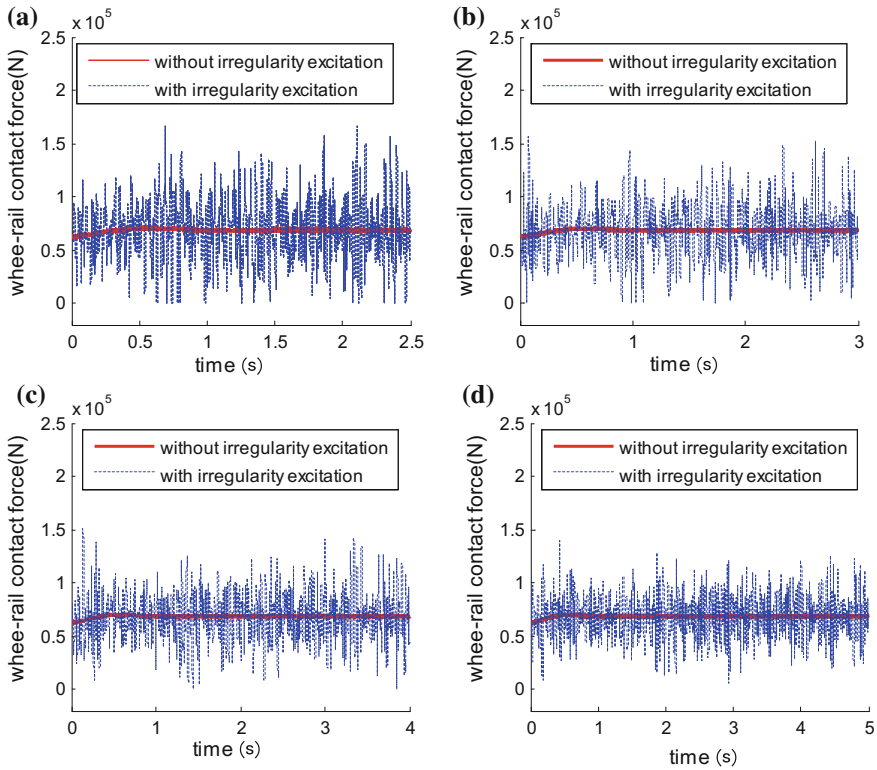 (a)
x 10^5
whee-rail contact force(N)
2.5
2
1.5
1
0.5
0
without irregularity excitation
with irregularity excitation
0 0.5 1 1.5 2 2.5
time (s)
(b)
x 10^5
whee-rail contact force(N)
2.5
2
1.5
1
0.5
0
without irregularity excitation
with irregularity excitation
0 1 2 3
time (s)
(c)
x 10^5
whee-rail contact force(N)
2.5
2
1.5
1
0.5
0
without irregularity excitation
with irregularity excitation
0 1 2 3 4
time (s)
(d)
x 10^5
whee-rail contact force(N)
2.5
2
1.5
1
0.5
0
without irregularity excitation
with irregularity excitation
0 1 2 3 4 5
time (s)